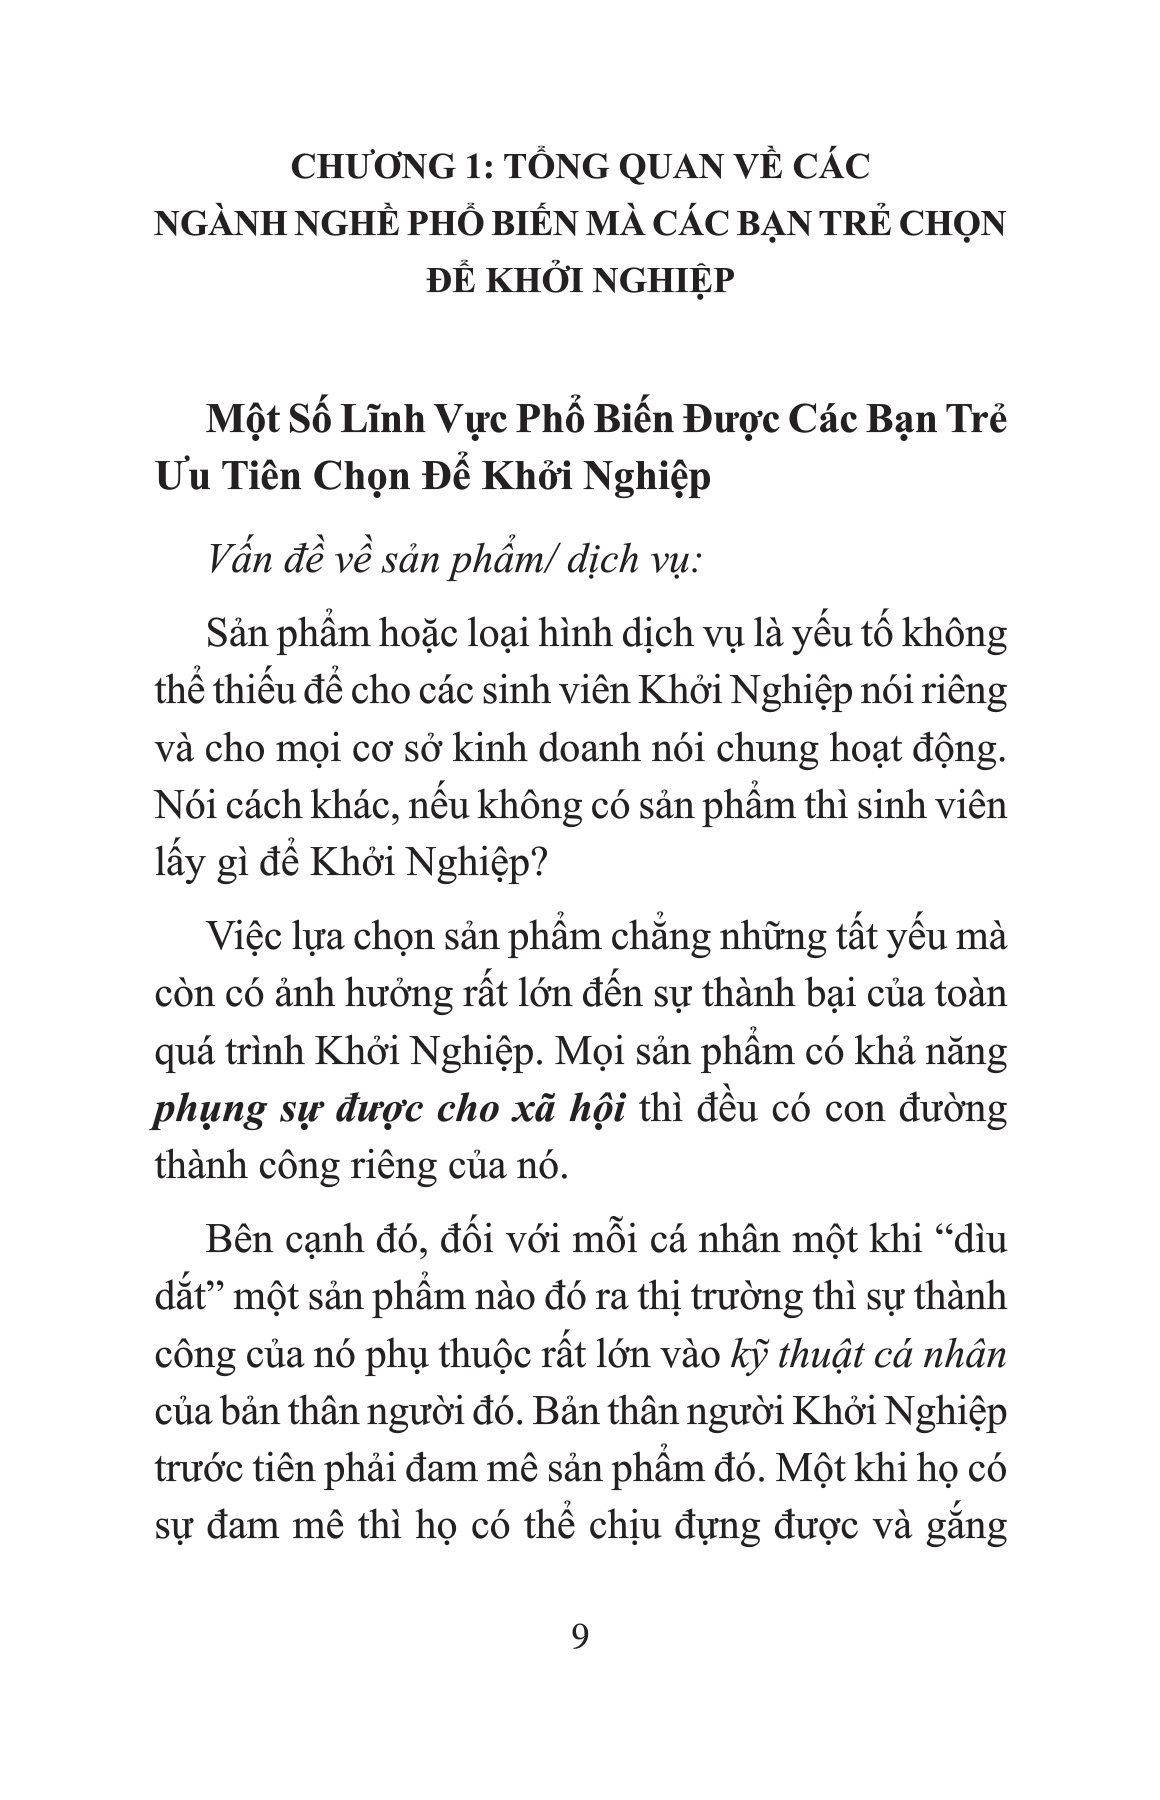 CHƯƠNG 1: TỔNG QUAN VỀ CÁC
NGÀNH NGHỀ PHỔ BIẾN MÀ CÁC BẠN TRẺ CHỌN
ĐỂ KHỞI NGHIỆP
Một Số Lĩnh Vực Phổ Biến Được Các Bạn Trẻ
Ưu Tiên Chọn Để Khởi Nghiệp
Vấn đề về sản phẩm/ dịch vụ:
Sản phẩm hoặc loại hình dịch vụ là yếu tố không
thể thiếu để cho các sinh viên Khởi Nghiệp nói riêng
và cho mọi cơ sở kinh doanh nói chung hoạt động.
Nói cách khác, nếu không có sản phẩm thì sinh viên
lấy gì để Khởi Nghiệp?
Việc lựa chọn sản phẩm chẳng những tất yếu mà
còn có ảnh hưởng rất lớn đến sự thành bại của toàn
quá trình Khởi Nghiệp. Mọi sản phẩm có khả năng
phụng sự được cho xã hội thì đều có con đường
thành công riêng của nó.
Bên cạnh đó, đối với mỗi cá nhân một khi “dìu
dắt” một sản phẩm nào đó ra thị trường thì sự thành
công của nó phụ thuộc rất lớn vào kỹ thuật cá nhân
của bản thân người đó. Bản thân người Khởi Nghiệp
trước tiên phải đam mê sản phẩm đó. Một khi họ có
sự đam mê thì họ có thể chịu đựng được và gắng
9